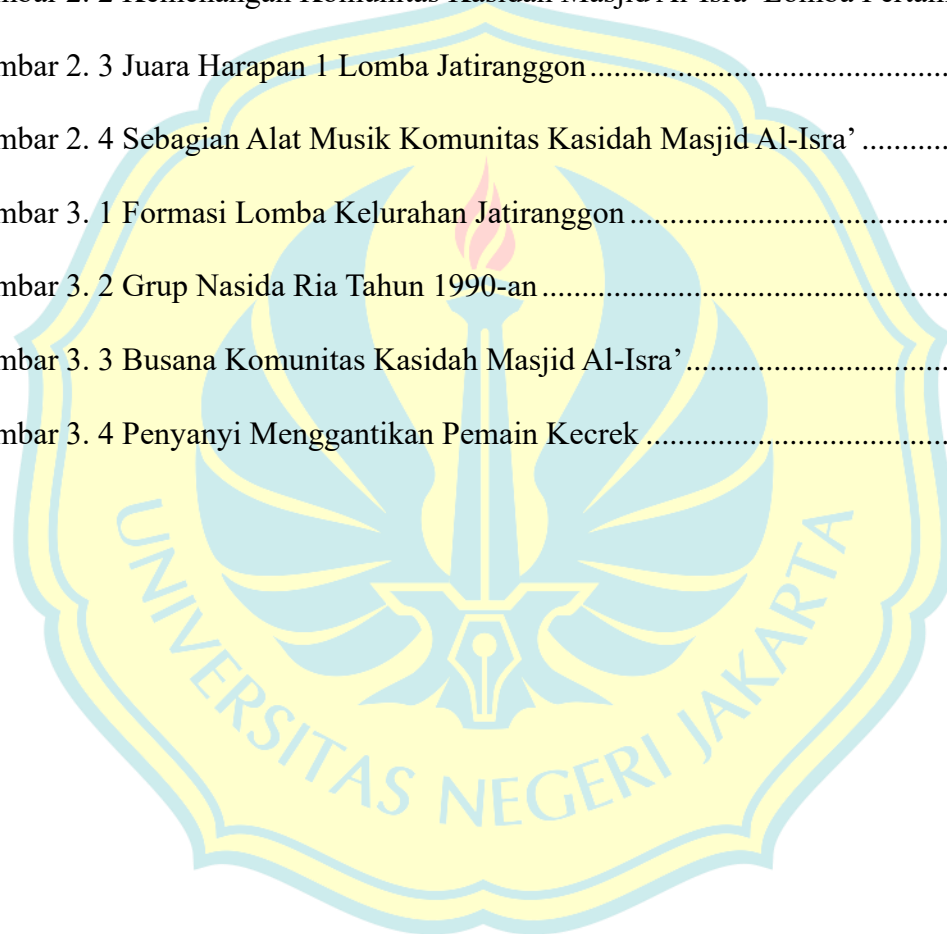 mbar 2. 2 Kemenangan Komunitas Kasidah Masjid Al-Isra’ Lomba
mbar 2. 3 Juara Harapan 1 Lomba Jatiranggon ....................................
mbar 2. 4 Sebagian Alat Musik Komunitas Kasidah Masjid Al-Isra’ ...........
mbar 3. 1 Formasi Lomba Kelurahan Jatiranggon ................................
mbar 3. 2 Grup Nasida Ria Tahun 1990-an ..........................................
mbar 3. 3 Busana Komunitas Kasidah Masjid Al-Isra’ ..........................
mbar 3. 4 Penyanyi Menggantikan Pemain Kecrek ...............................
UNIVERSITAS NEGERI JAKARTA